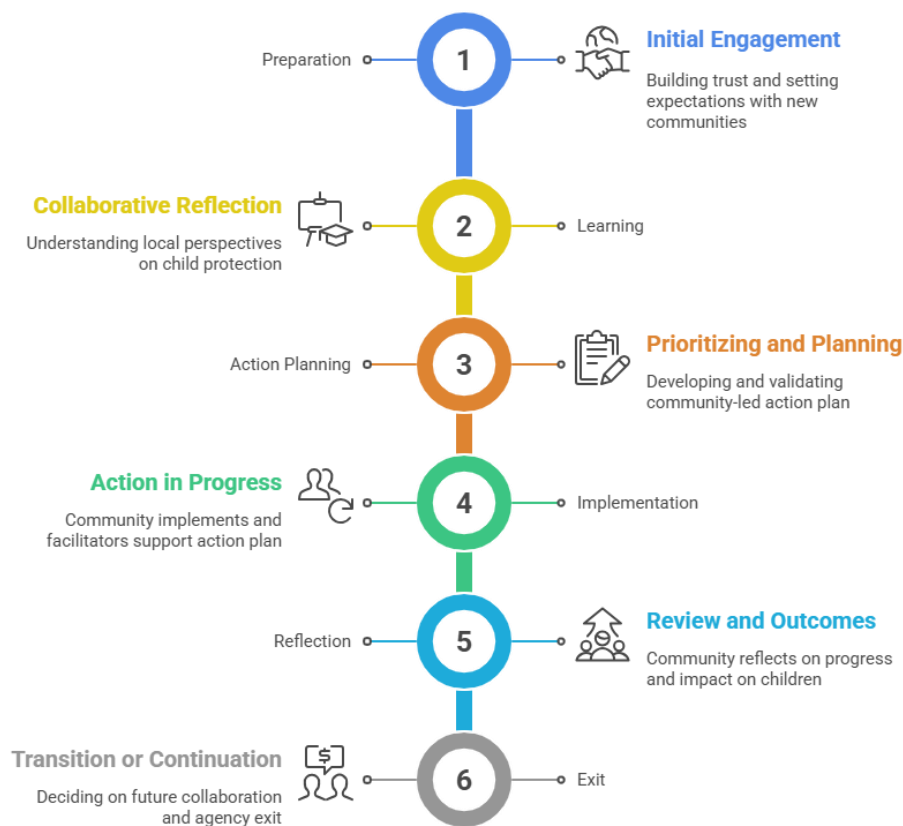 Preparation
1
Initial Engagement
Building trust and setting
expectations with new
communities
Collaborative Reflection
Understanding local perspectives
on child protection
2
Learning
Action Planning
3
Prioritizing and Planning
Developing and validating
community-led action plan
Action in Progress
Community implements and
facilitators support action plan
4
Implementation
Reflection
5
Review and Outcomes
Community reflects on progress
and impact on children
Transition or Continuation
Deciding on future collaboration
and agency exit
$
6
Exit